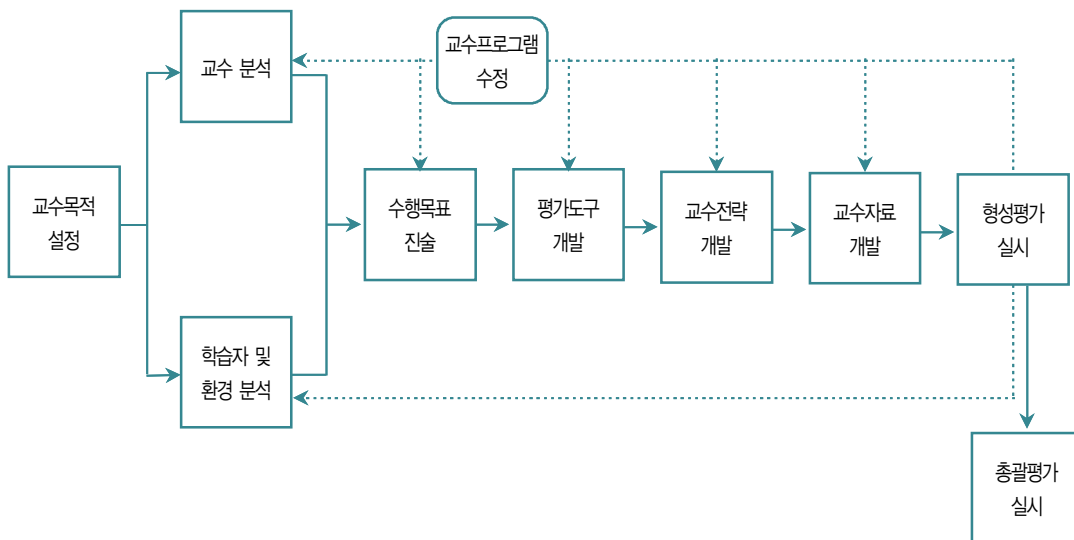 교수 분석
교수프로그램
수정
교수목적
설정
수행목표
진술
평가도구
개발
교수전략
개발
교수자료
개발
형성평가
실시
학습자 및
환경 분석
총괄평가
실시